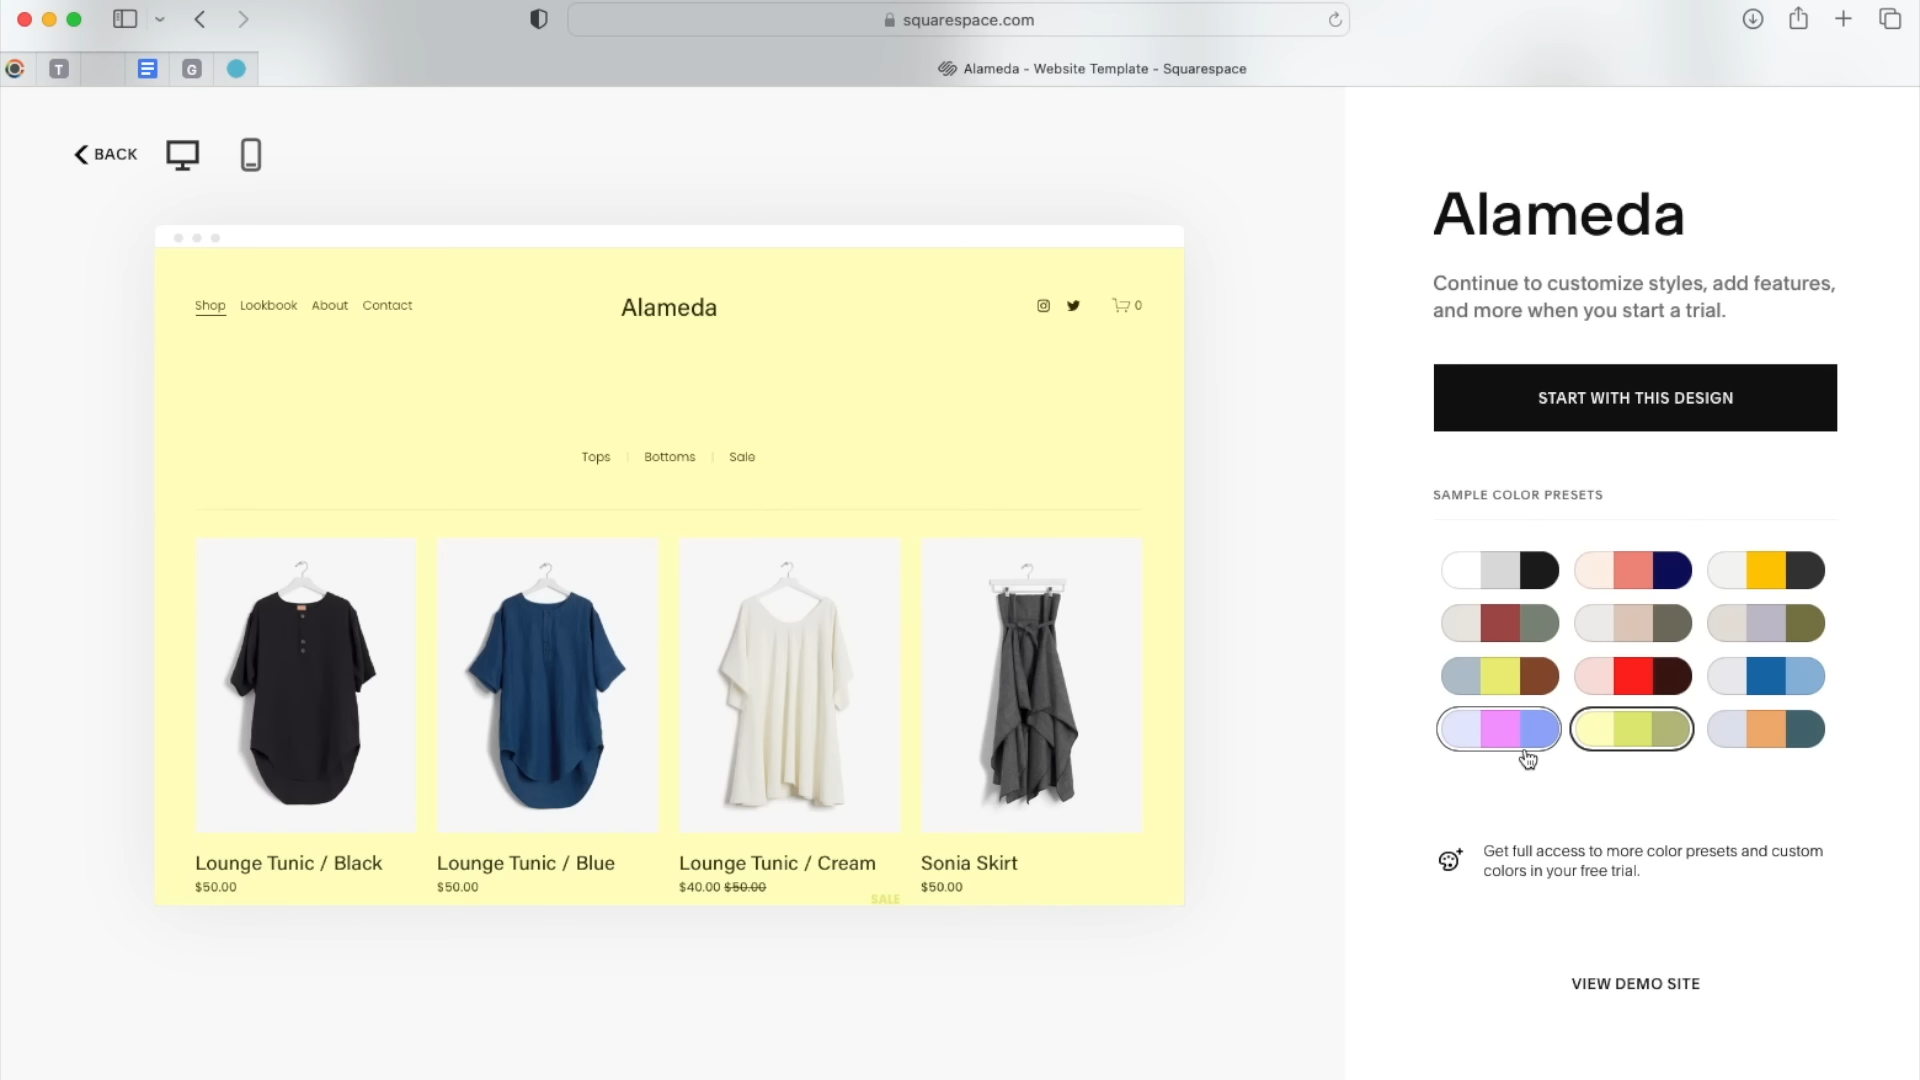 squarespace.com
T
G
Alameda - Website Template - Squarespace
BACK
Shop Lookbook About Contact
Alameda
0
Tops | Bottoms | Sale
Lounge Tunic / Black
$50.00
Lounge Tunic / Blue
$50.00
Lounge Tunic / Cream
$40.00 $50.00
SALE
Sonia Skirt
$50.00
Alameda
Continue to customize styles, add features,
and more when you start a trial.
START WITH THIS DESIGN
SAMPLE COLOR PRESETS
Get full access to more color presets and custom
colors in your free trial.
VIEW DEMO SITE